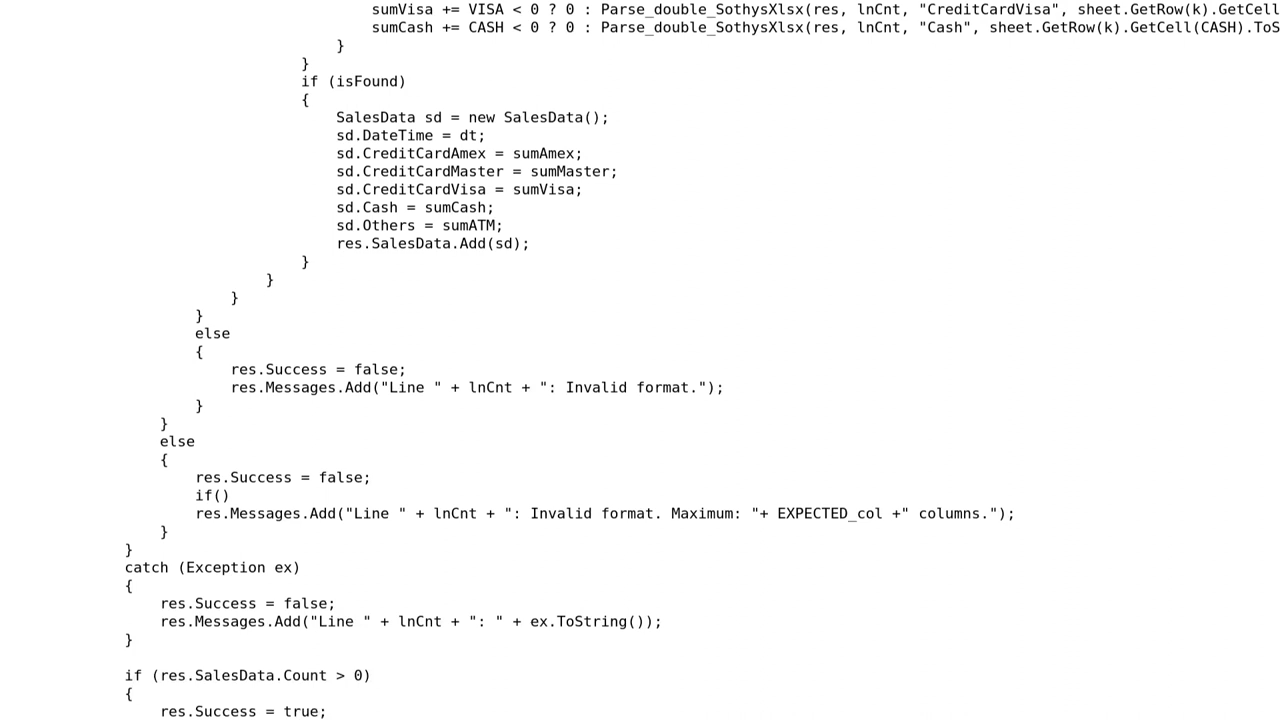 sumVisa += VISA < 0 ? 0 : Parse_double_SothysXlsx(res, lnCnt, "CreditCardVisa", sheet.GetRow(k).GetCell
sumCash += CASH < 0 ? 0 : Parse_double_SothysXlsx(res, lnCnt, "Cash", sheet.GetRow(k).GetCell(CASH).ToS
}
}
if (isFound)
{
SalesData sd = new SalesData();
sd.DateTime = dt;
sd.CreditCardAmex = sumAmex;
sd.CreditCardMaster = sumMaster;
sd.CreditCardVisa = sumVisa;
sd.Cash = sumCash;
sd.Others = sumATM;
res.SalesData.Add(sd);
}
}
}
}
else
{
res.Success = false;
res.Messages.Add("Line " + lnCnt + ": Invalid format.");
}
}
else
{
res.Success = false;
if()
res.Messages.Add("Line " + lnCnt + ": Invalid format. Maximum: "+ EXPECTED_col +" columns.");
}
}
catch (Exception ex)
{
res.Success = false;
res.Messages.Add("Line " + lnCnt + ": " + ex.ToString());
}
if (res.SalesData.Count > 0)
{
res.Success = true;